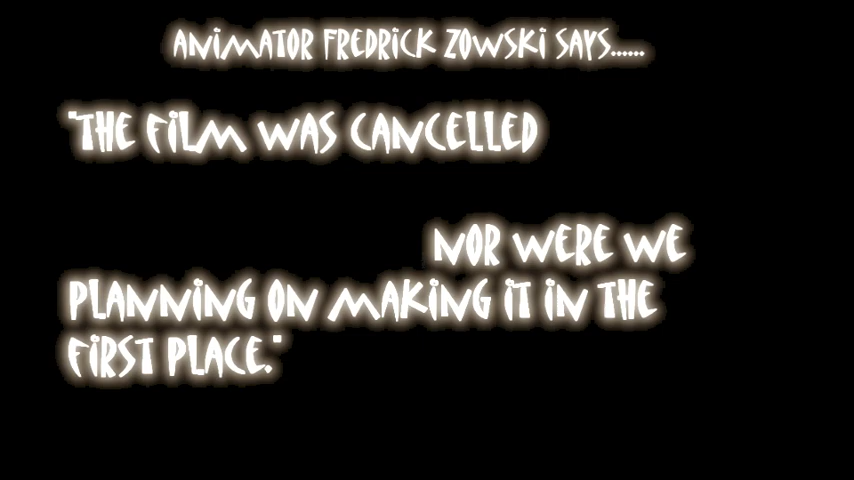 ANIMATOR FREDRICK ZOWSKI SAYS......
"THE FILM WAS CANCELLED
NOR WERE WE
PLANNING ON MAKING IT IN THE
FIRST PLACE."